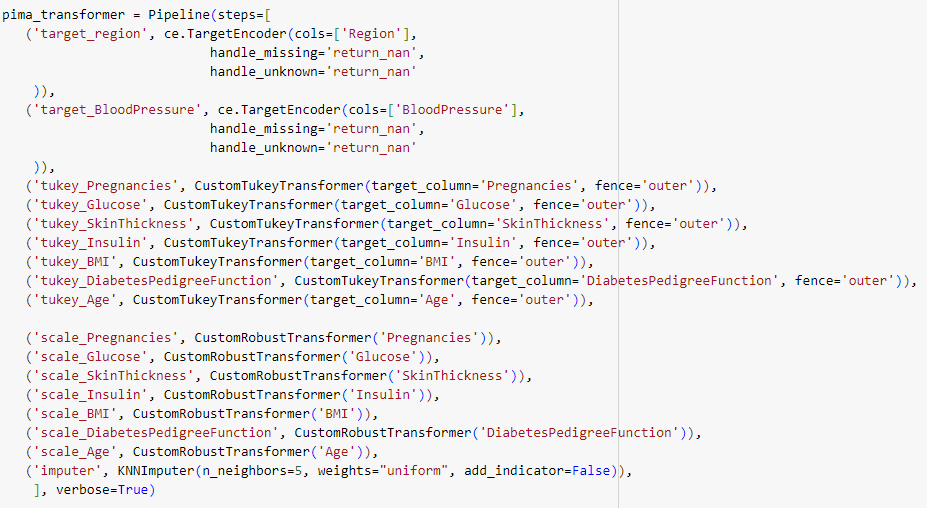 pima_transformer = Pipeline(steps=[
   ('target_region', ce.TargetEncoder(cols=['Region'],
                           handle_missing='return_nan',
                           handle_unknown='return_nan'
    )),
   ('target_BloodPressure', ce.TargetEncoder(cols=['BloodPressure'],
                           handle_missing='return_nan',
                           handle_unknown='return_nan'
    )),
   ('tukey_Pregnancies', CustomTukeyTransformer(target_column='Pregnancies', fence='outer')),
   ('tukey_Glucose', CustomTukeyTransformer(target_column='Glucose', fence='outer')),
   ('tukey_SkinThickness', CustomTukeyTransformer(target_column='SkinThickness', fence='outer')),
   ('tukey_Insulin', CustomTukeyTransformer(target_column='Insulin', fence='outer')),
   ('tukey_BMI', CustomTukeyTransformer(target_column='BMI', fence='outer')),
   ('tukey_DiabetesPedigreeFunction', CustomTukeyTransformer(target_column='DiabetesPedigreeFunction', fence='outer')),
   ('tukey_Age', CustomTukeyTransformer(target_column='Age', fence='outer')),
   ('scale_Pregnancies', CustomRobustTransformer('Pregnancies')),
   ('scale_Glucose', CustomRobustTransformer('Glucose')),
   ('scale_SkinThickness', CustomRobustTransformer('SkinThickness')),
   ('scale_Insulin', CustomRobustTransformer('Insulin')),
   ('scale_BMI', CustomRobustTransformer('BMI')),
   ('scale_DiabetesPedigreeFunction', CustomRobustTransformer('DiabetesPedigreeFunction')),
   ('scale_Age', CustomRobustTransformer('Age')),
   ('imputer', KNNImputer(n_neighbors=5, weights="uniform", add_indicator=False)),
    ], verbose=True)